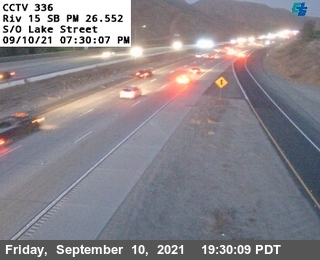 CCTV 336
Riv 15 SB PM 26.552
S/O Lake Street
09/10/21 07:30:07 PM
Friday, September 10, 2021 19:30:09 PDT